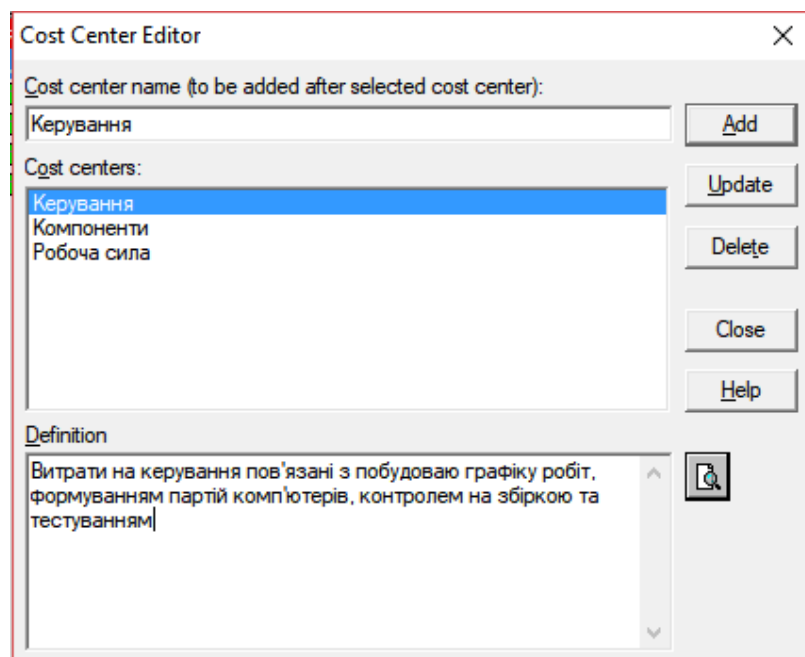 Cost Center Editor
Cost center name (to be added after selected cost center):
Керування
Add
Cost centers:
Керування
Компоненти
Робоча сила
Update
Delete
Close
Help
Definition
Витрати на керування пов'язані з побудоваю графіку робіт,
формуванням партій комп'ютерів, контролем на збіркою та
тестуванням